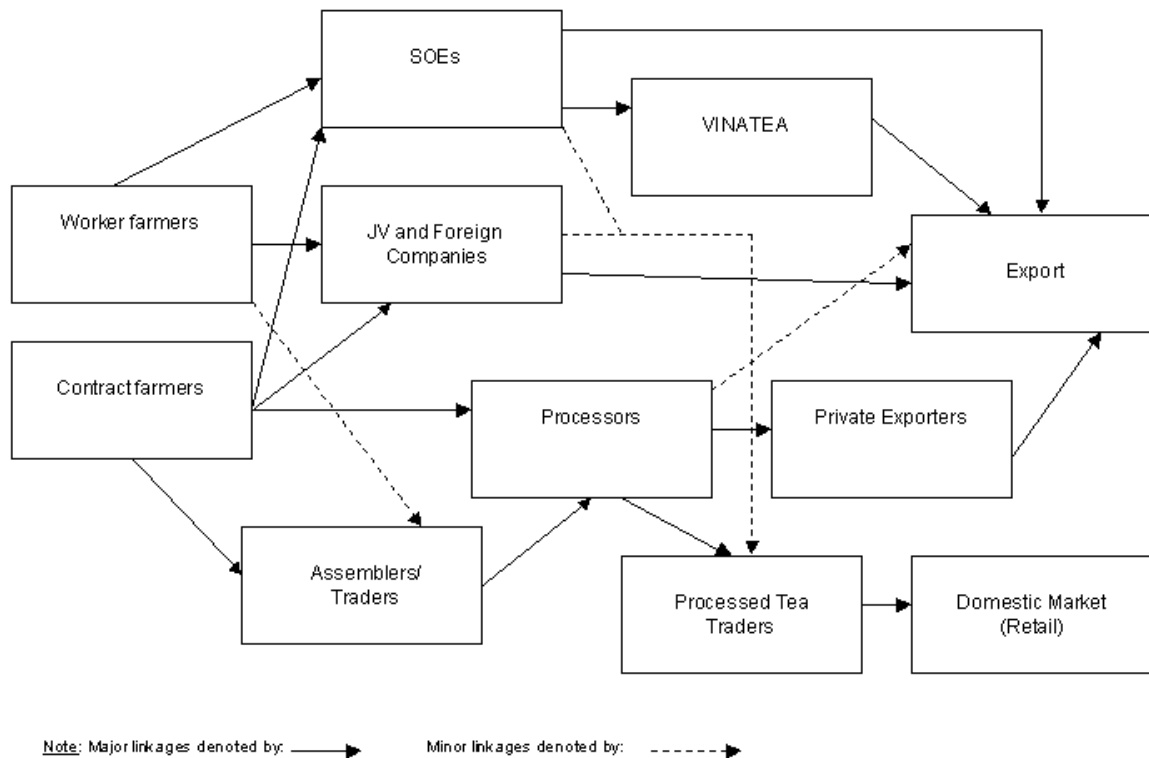 SOEs
VINATEA
Worker farmers
JV and Foreign
Companies
Export
Contract farmers
Processors
Private Exporters
Assemblers/
Traders
Processed Tea
Traders
Domestic Market
(Retail)
Note: Major linkages denoted by:
Minor linkages denoted by: